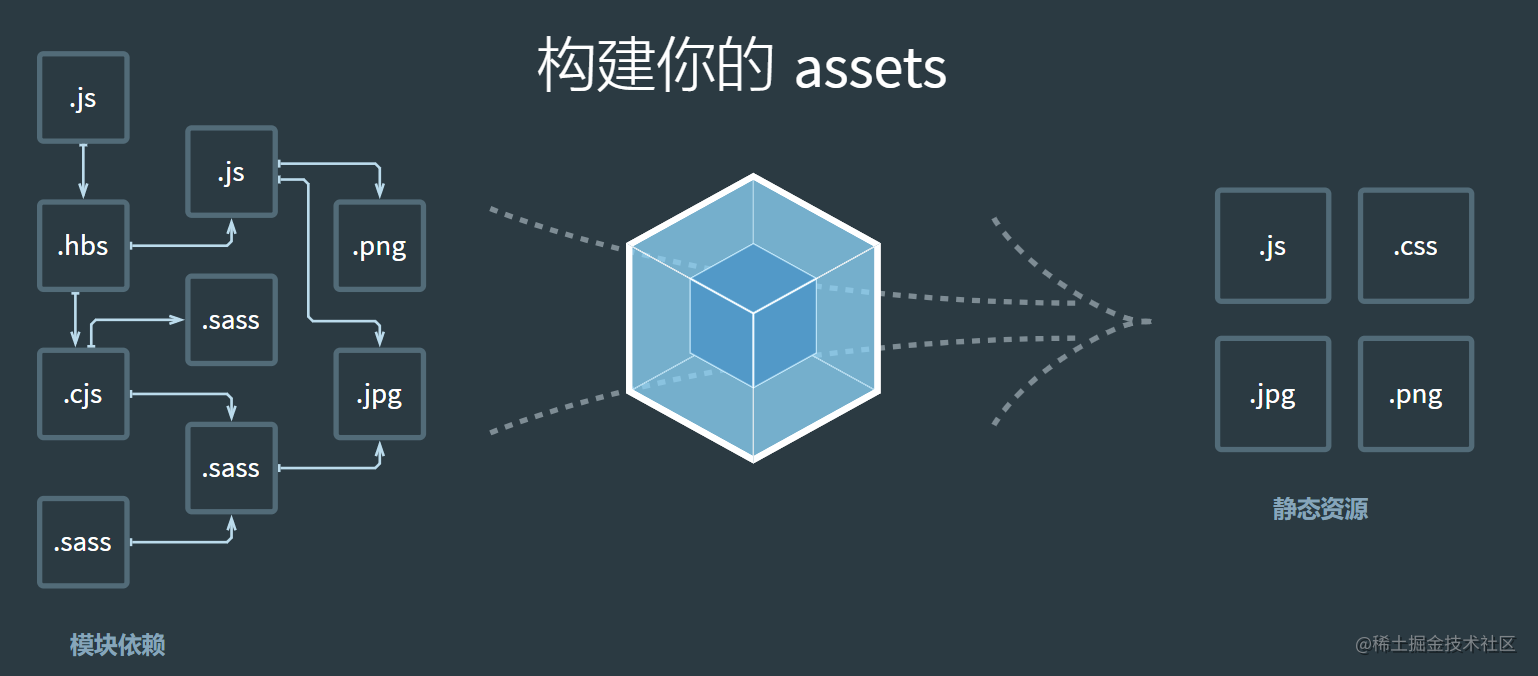 构建你的 assets
.js
.js
.hbs
.png
.sass
.cjs
.jpg
.sass
.sass
模块依赖
.js
.css
.jpg
.png
静态资源
@稀土掘金技术社区